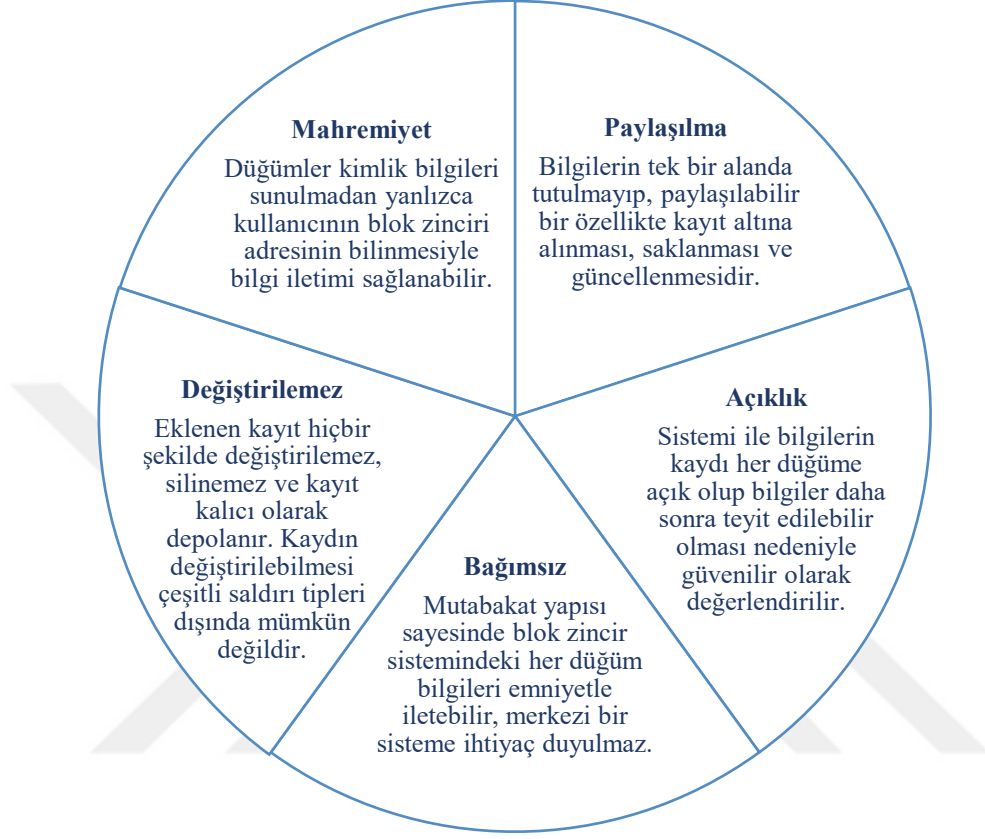 Mahremiyet
Düğümler kimlik bilgileri
sunulmadan yanlızca
kullanıcının blok zinciri
adresinin bilinmesiyle
bilgi iletimi sağlanabilir.
Paylaşılma
Bilgilerin tek bir alanda
tutulmayıp, paylaşılabilir
bir özellikte kayıt altına
alınması, saklanması ve
güncellenmesidir.
Değiştirilemez
Eklenen kayıt hiçbir
şekilde değiştirilemez,
silinemez ve kayıt
kalıcı olarak
depolanır. Kaydın
değiştirilebilmesi
çeşitli saldırı tipleri
dışında mümkün
değildir.
Açıklık
Sistemi ile bilgilerin
kaydı her düğüme
açık olup bilgiler daha
sonra teyit edilebilir
olması nedeniyle
güvenilir olarak
değerlendirilir.
Bağımsız
Mutabakat yapısı
sayesinde blok zincir
sistemindeki her düğüm
bilgileri emniyetle
iletebilir, merkezi bir
sisteme ihtiyaç duyulmaz.